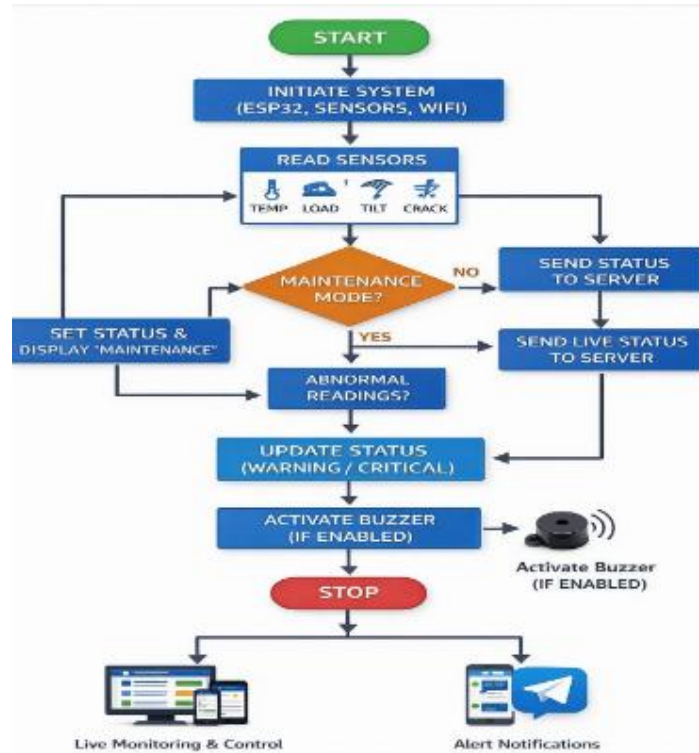 START
INITIATE SYSTEM
(ESP32, SENSORS, WIFI)
READ SENSORS
TEMP LOAD TILT CRACK
MAINTENANCE
MODE?
NO
SEND STATUS
TO SERVER
SET STATUS &
DISPLAY "MAINTENANCE"
YES
SEND LIVE STATUS
TO SERVER
ABNORMAL
READINGS?
UPDATE STATUS
(WARNING / CRITICAL)
ACTIVATE BUZZER
(IF ENABLED)
Activate Buzzer
(IF ENABLED)
STOP
Live Monitoring & Control
Alert Notifications